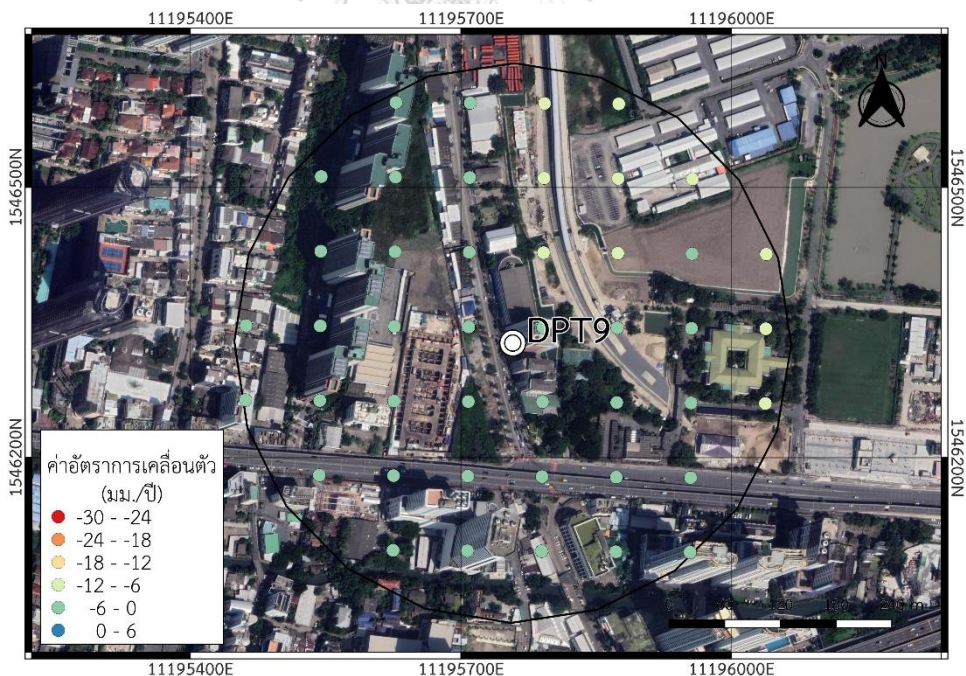 11195400E 11195700E 11196000E
N
1546500N 1546500N
DPT9
1546200N 1546200N
ค่าอัตราการเคลื่อนตัว
(มม./ปี)
-30 - -24
-24 - -18
-18 - -12
-12 - -6
-6 - 0
0 - 6
120
11195400E 11195700E 11196000E